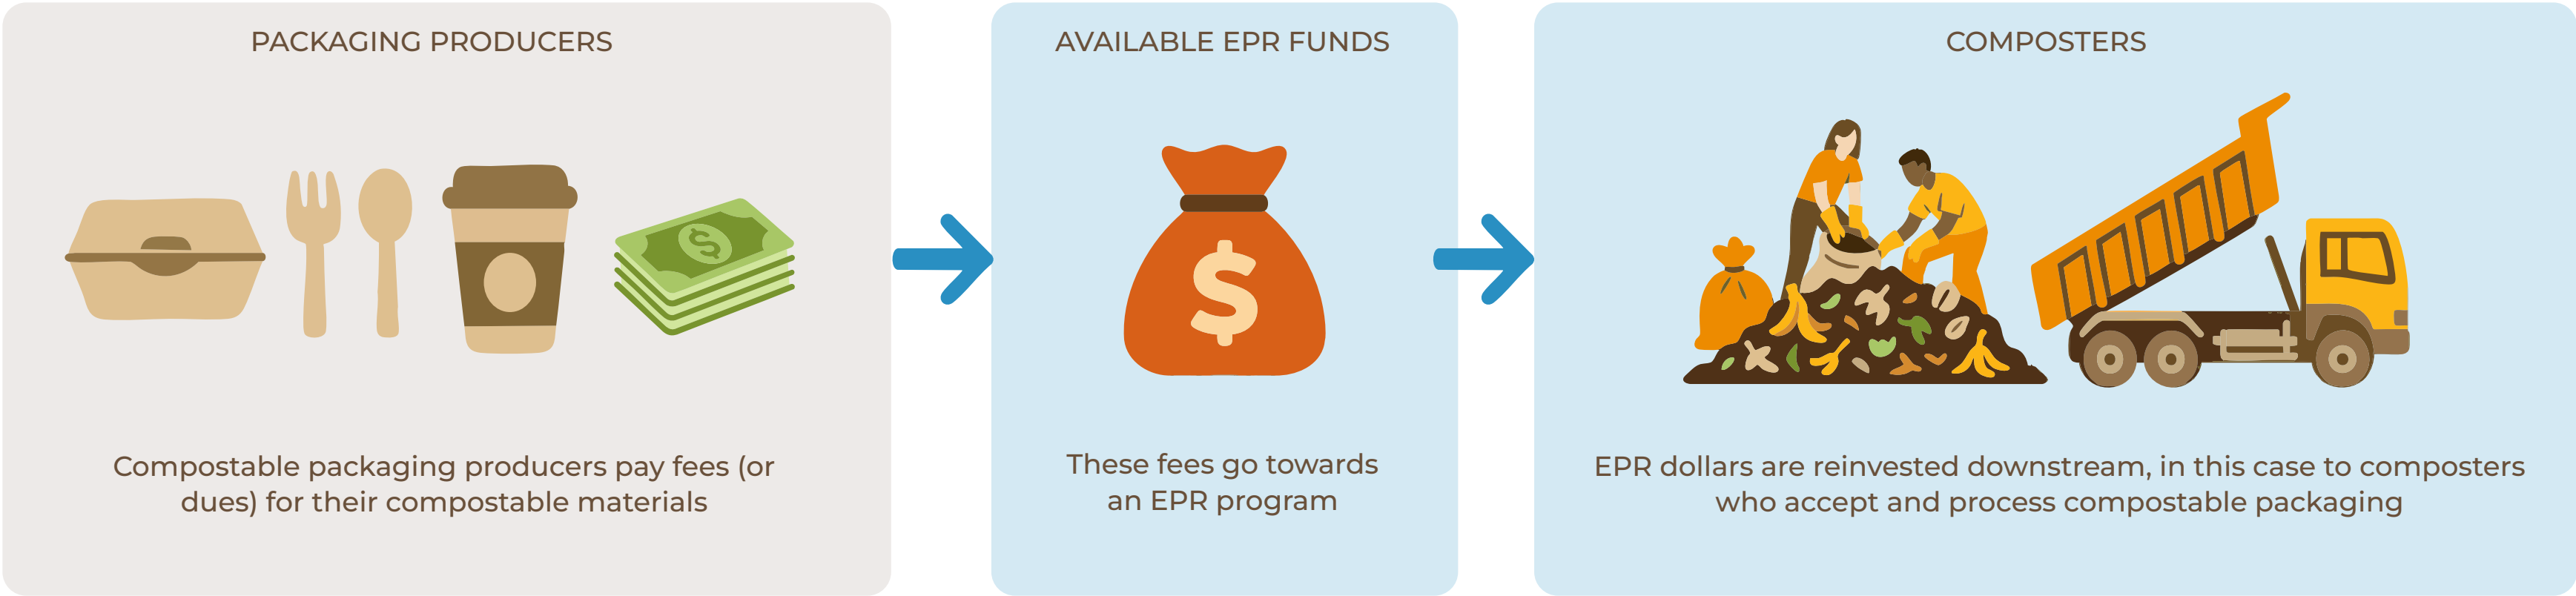 PACKAGING PRODUCERS
Compostable packaging producers pay fees (or
dues) for their compostable materials
AVAILABLE EPR FUNDS
$
These fees go towards
an EPR program
COMPOSTERS
EPR dollars are reinvested downstream, in this case to composters
who accept and process compostable packaging